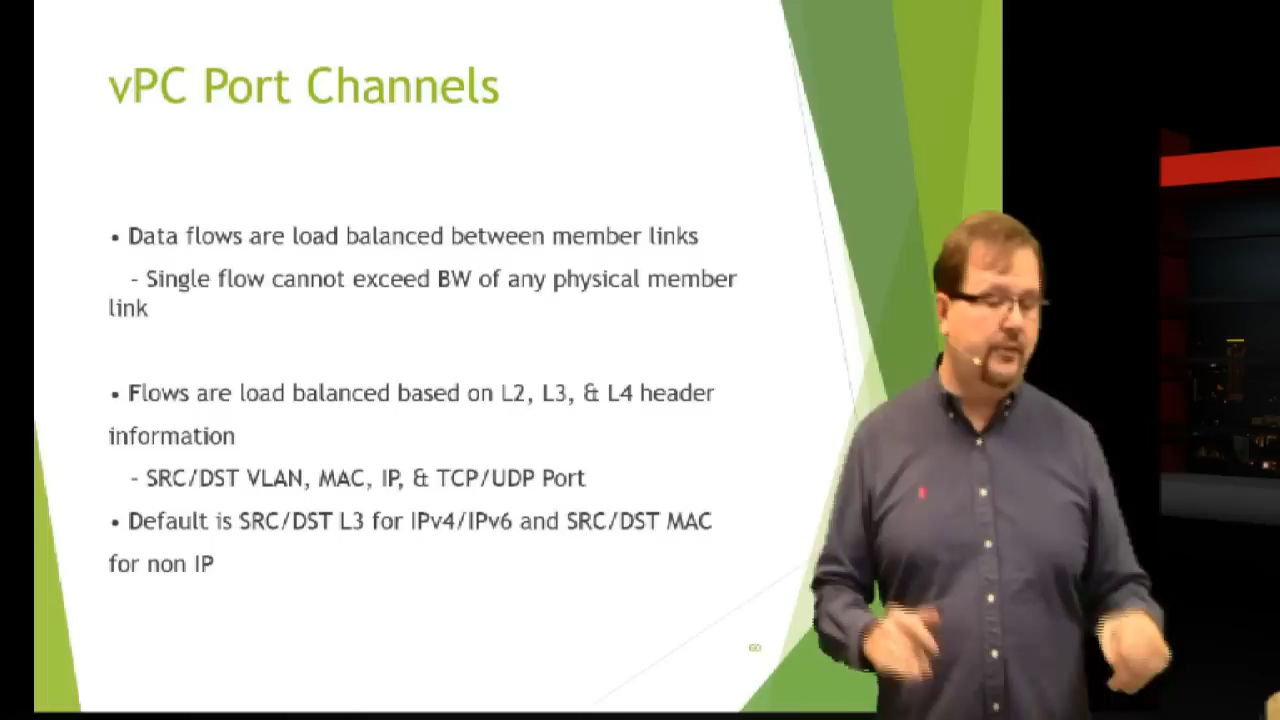 vPC Port Channels
• Data flows are load balanced between member links
– Single flow cannot exceed BW of any physical member
link
• Flows are load balanced based on L2, L3, & L4 header
information
– SRC/DST VLAN, MAC, IP, & TCP/UDP Port
• Default is SRC/DST L3 for IPv4/IPv6 and SRC/DST MAC
for non IP
60